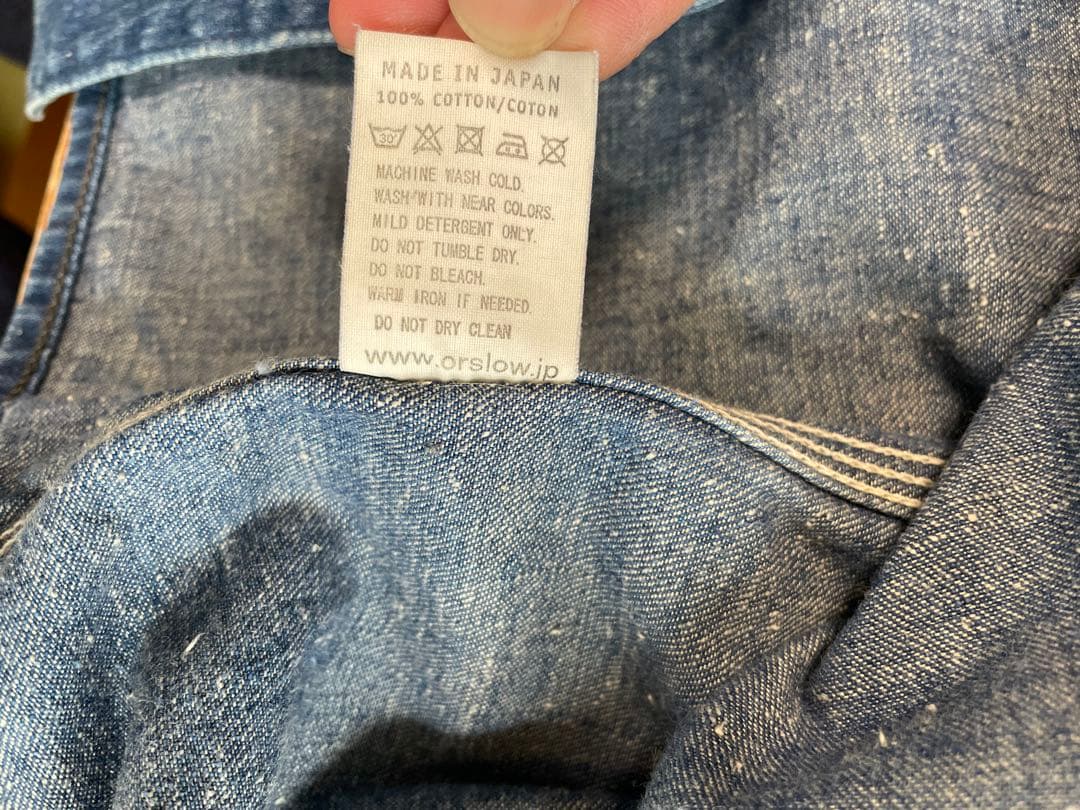 MADE IN JAPAN
100% COTTON/COTON
30
MACHINE WASH COLD.
WASH WITH NEAR COLORS.
MILD DETERGENT ONLY.
DO NOT TUMBLE DRY.
DO NOT BLEACH.
WARM IRON IF NEEDED.
DO NOT DRY CLEAN
www.orslow.jp